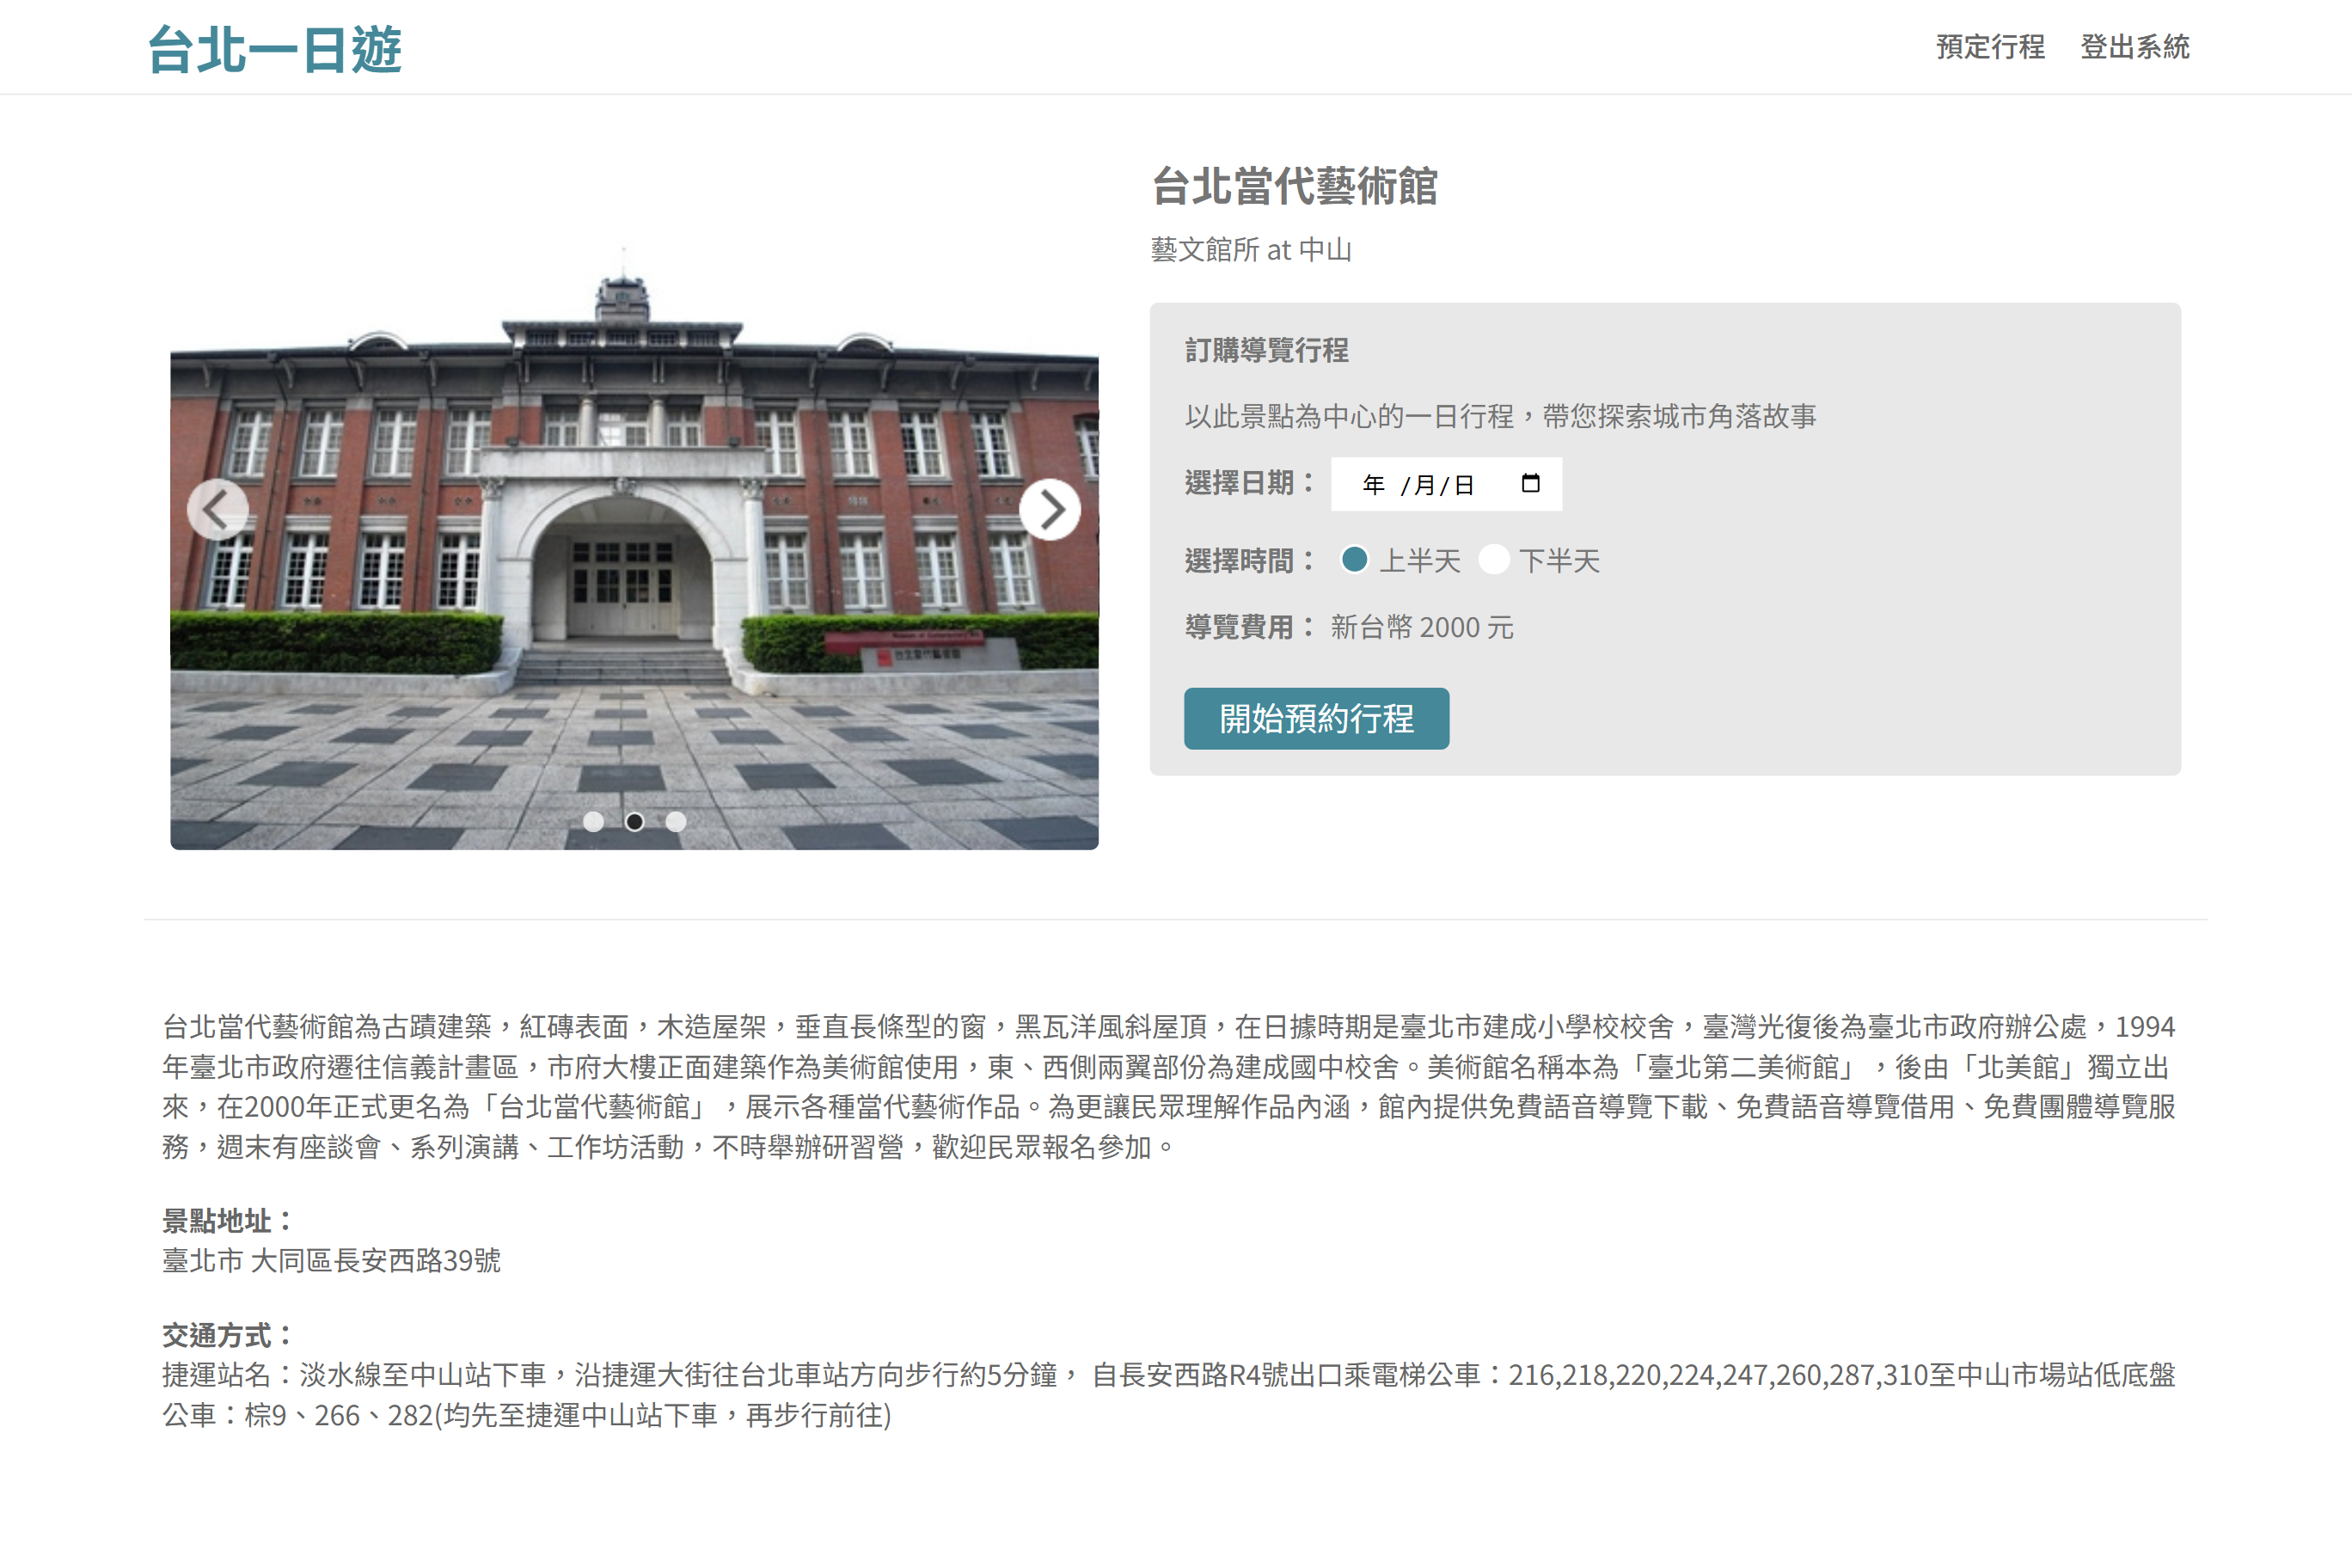 台北一日遊
預定行程 登出系統
台北當代藝術館
藝文館所 at 中山
訂購導覽行程
以此景點為中心的一日行程，帶您探索城市角落故事
選擇日期： 年 /月/日
選擇時間： 上半天 下半天
導覽費用： 新台幣 2000 元
開始預約行程
台北當代藝術館
台北當代藝術館為古蹟建築，紅磚表面，木造屋架，垂直長條型的窗，黑瓦洋風斜屋頂，在日據時期是臺北市建成小學校校舍，臺灣光復後為臺北市政府辦公處，1994
年臺北市政府遷往信義計畫區，市府大樓正面建築作為美術館使用，東、西側兩翼部份為建成國中校舍。美術館名稱本為「臺北第二美術館」，後由「北美館」獨立出
來，在2000年正式更名為「台北當代藝術館」，展示各種當代藝術作品。為更讓民眾理解作品內涵，館內提供免費語音導覽下載、免費語音導覽借用、免費團體導覽服
務，週末有座談會、系列演講、工作坊活動，不時舉辦研習營，歡迎民眾報名參加。
景點地址：
臺北市 大同區長安西路39號
交通方式：
捷運站名：淡水線至中山站下車，沿捷運大街往台北車站方向步行約5分鐘， 自長安西路R4號出口乘電梯公車：216,218,220,224,247,260,287,310至中山市場站低底盤
公車：棕9、266、282(均先至捷運中山站下車，再步行前往)